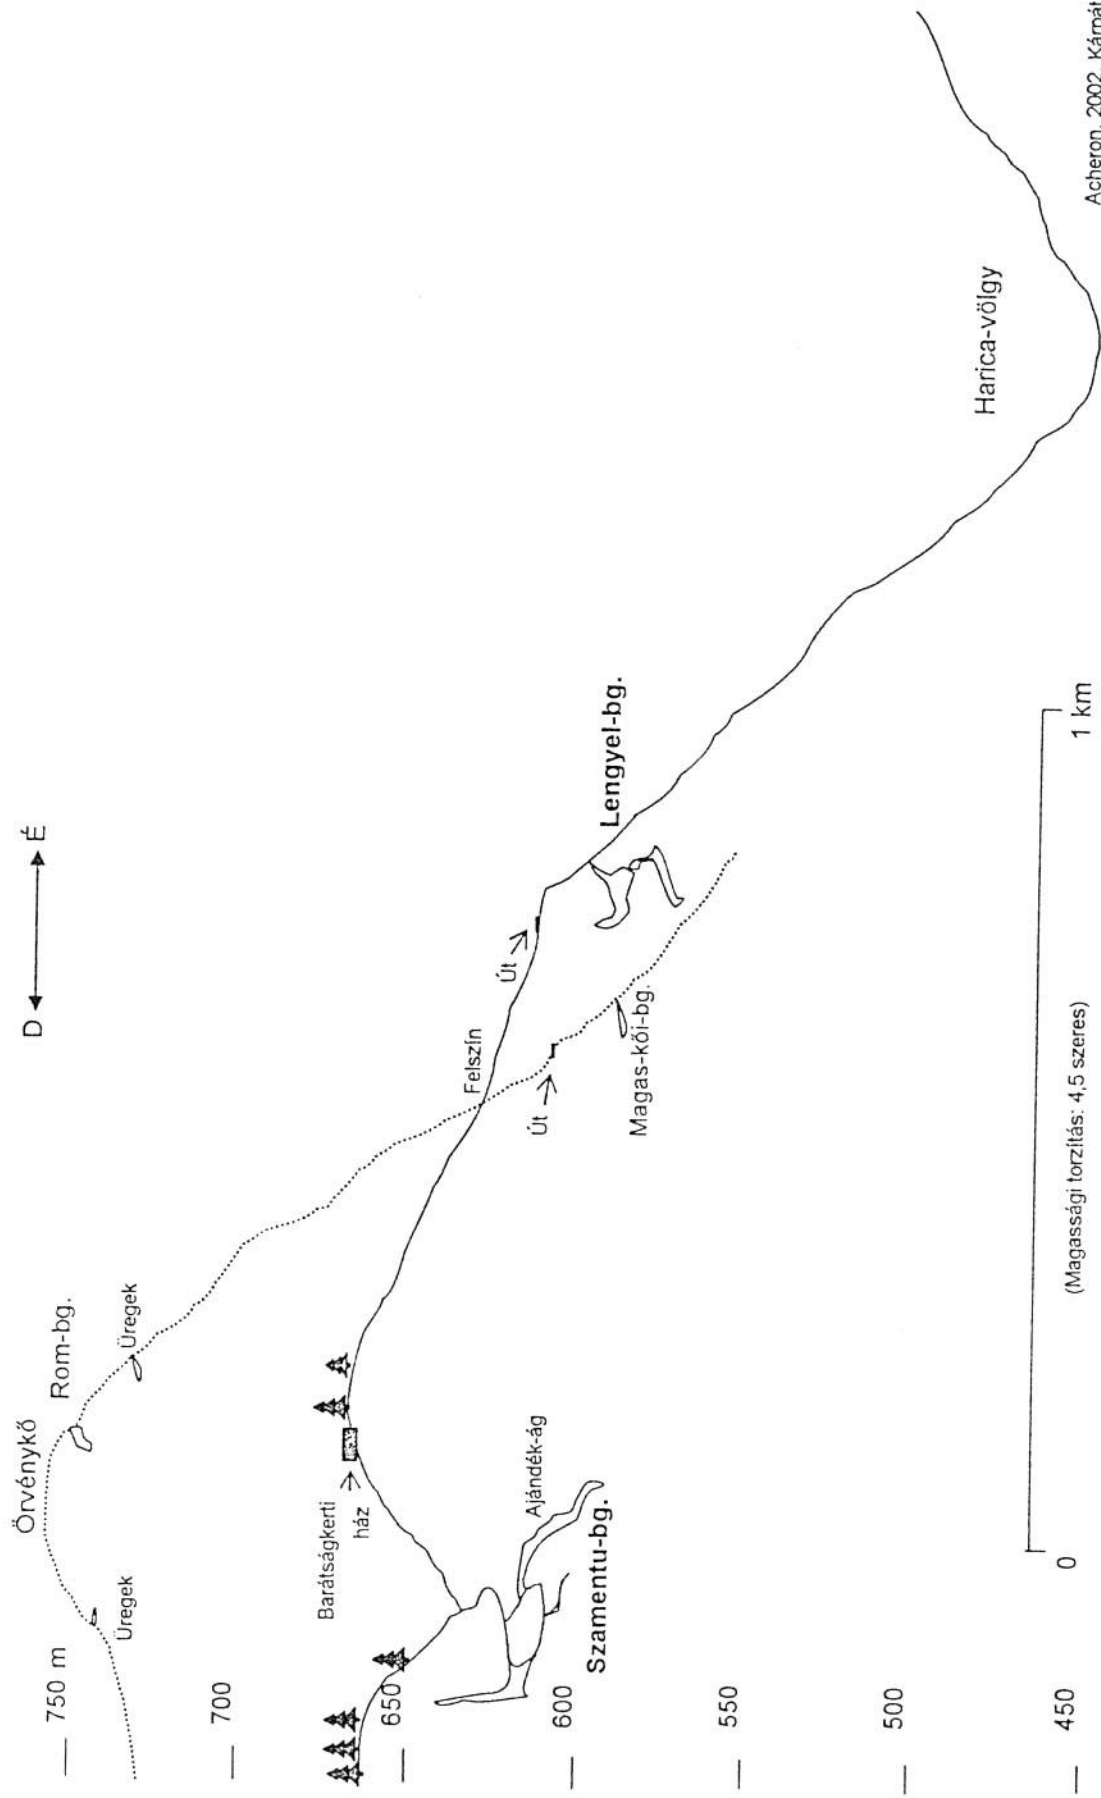 D É
Örvénykő
Rom-bg.
Üregek
Üregek
750 m
700
650
600
550
500
450
Barátságkerti
ház
Felszín
Út
Út
Lengyel-bg.
Magas-kői-bg.
Ajándék-ág
Szamentu-bg.
Harica-völgy
0
1 km
(Magassági torzítás: 4,5 szeres)
Acheron, 2002. Kárpát